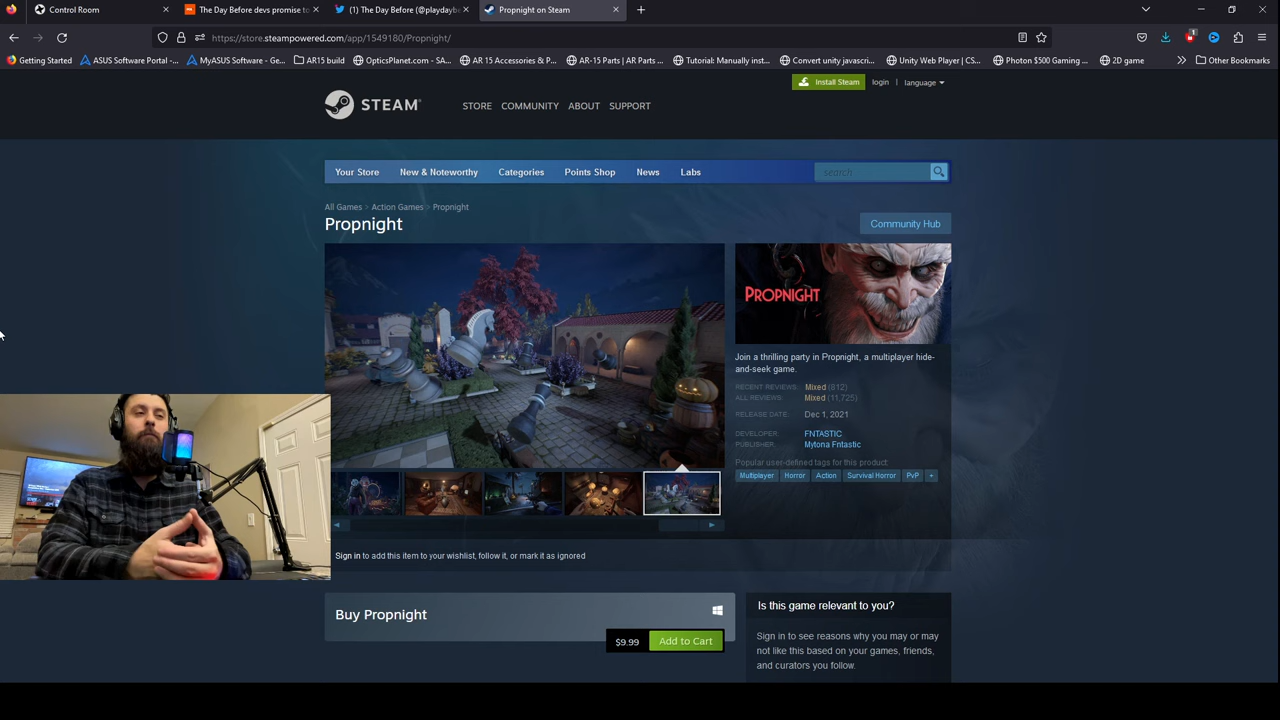 Control Room
The Day Before devs promise to
(1) The Day Before (@playdaybe
Propnight on Steam
https://store.steampowered.com/app/1549180/Propnight/
1
Getting Started
ASUS Software Portal -...
MyASUS Software - Ge...
AR15 build
OpticsPlanet.com - SA...
AR 15 Accessories & P...
AR-15 Parts | AR Parts ...
Tutorial: Manually inst...
Convert unity javascri...
Unity Web Player | CS...
Photon $500 Gaming ...
2D game
Other Bookmarks
Install Steam
login | language
STEAM
STORE COMMUNITY ABOUT SUPPORT
Your Store New & Noteworthy Categories Points Shop News Labs search
All Games > Action Games > Propnight
Propnight
Community Hub
PROPNIGHT
Join a thrilling party in Propnight, a multiplayer hide-
and-seek game.
RECENT REVIEWS: Mixed (812)
ALL REVIEWS: Mixed (11,725)
RELEASE DATE: Dec 1, 2021
DEVELOPER: FNTASTIC
PUBLISHER: Mytona Fntastic
Popular user-defined tags for this product:
Multiplayer Horror Action Survival Horror PvP +
Sign in to add this item to your wishlist, follow it, or mark it as ignored
Buy Propnight
$9.99 Add to Cart
Is this game relevant to you?
Sign in to see reasons why you may or may
not like this based on your games, friends,
and curators you follow.